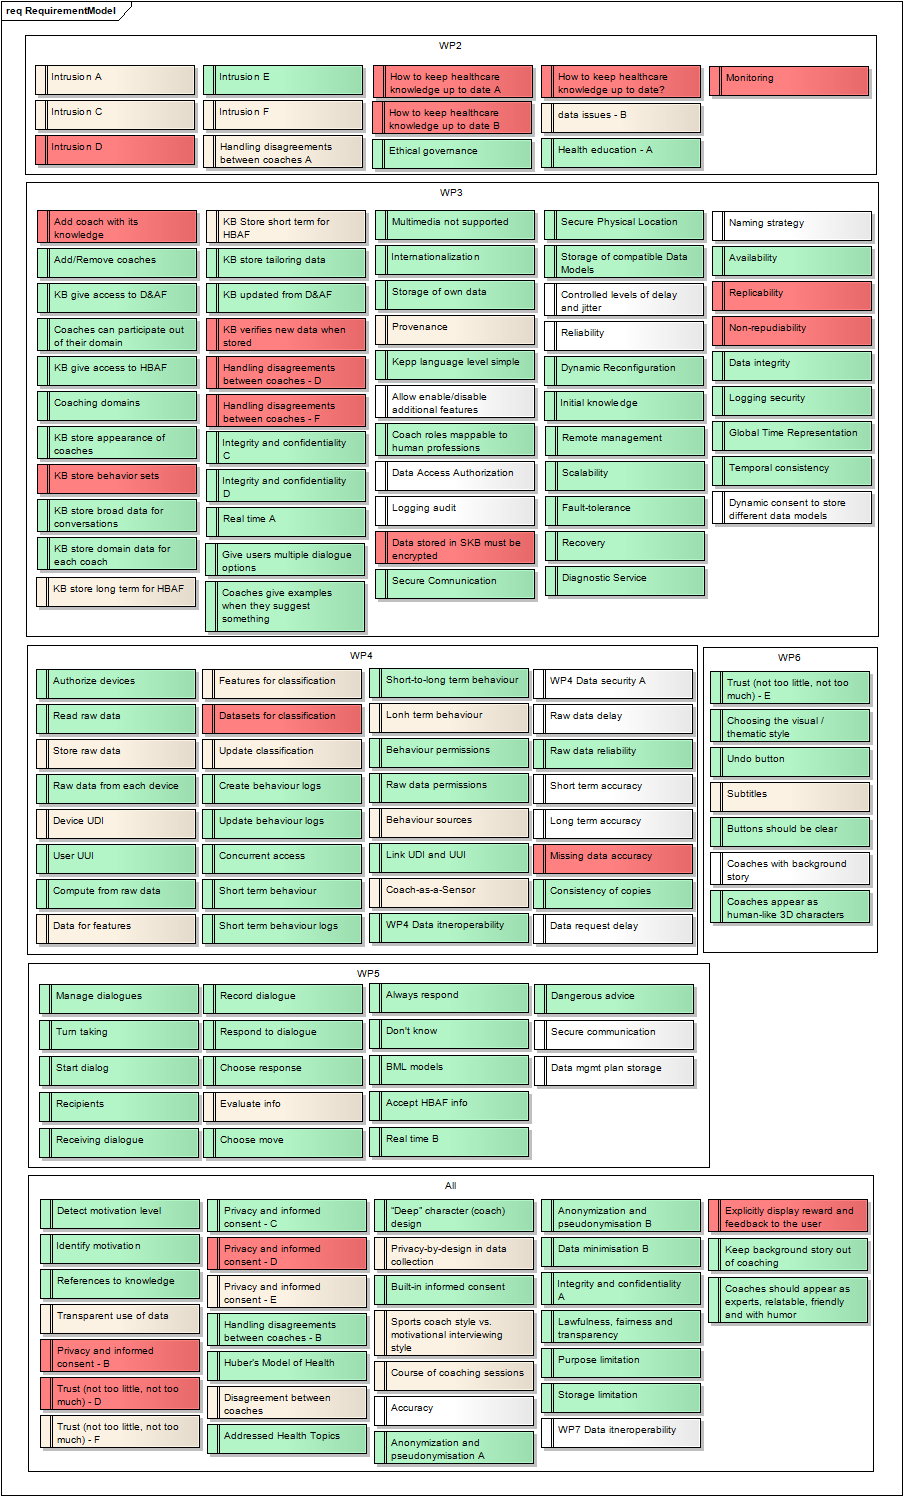 req RequirementModel
WP2
Intrusion A
Intrusion C
Intrusion D
Intrusion E
Intrusion F
Handling disagreements
between coaches A
How to keep healthcare
knowledge up to date A
How to keep healthcare
knowledge up to date B
Ethical governance
How to keep healthcare
knowledge up to date?
data issues - B
Health education - A
Monitoring
WP3
Add coach with its
knowledge
Add/Remove coaches
KB give access to D&AF
Coaches can participate out
of their domain
KB give access to HBAF
Coaching domains
KB store appearance of
coaches
KB store behavior sets
KB store broad data for
conversations
KB store domain data for
each coach
KB store long term for HBAF
KB Store short term for
HBAF
KB store tailoring data
KB updated from D&AF
KB verifies new data when
stored
Handling disagreements
between coaches - D
Handling disagreements
between coaches - F
Integrity and confidentiality
C
Integrity and confidentiality
D
Real time A
Give users multiple dialogue
options
Coaches give examples
when they suggest
something
Multimedia not supported
Internationalization
Storage of own data
Provenance
Kepp language level simple
Allow enable/disable
additional features
Coach roles mappable to
human professions
Data Access Authorization
Logging audit
Data stored in SKB must be
encrypted
Secure Communication
Secure Physical Location
Storage of compatible Data
Models
Controlled levels of delay
and jitter
Reliability
Dynamic Reconfiguration
Initial knowledge
Remote management
Scalability
Fault-tolerance
Recovery
Diagnostic Service
Naming strategy
Availability
Replicability
Non-repudiability
Data integrity
Logging security
Global Time Representation
Temporal consistency
Dynamic consent to store
different data models
WP4
Authorize devices
Read raw data
Store raw data
Raw data from each device
Device UDI
User UUI
Compute from raw data
Data for features
Features for classification
Datasets for classification
Update classification
Create behaviour logs
Update behaviour logs
Concurrent access
Short term behaviour
Short term behaviour logs
Short-to-long term behaviour
Lonh term behaviour
Behaviour permissions
Raw data permissions
Behaviour sources
Link UDI and UUI
Coach-as-a-Sensor
WP4 Data itneroperability
WP4 Data security A
Raw data delay
Raw data reliability
Short term accuracy
Long term accuracy
Missing data accuracy
Consistency of copies
Data request delay
WP6
Trust (not too little, not too
much) - E
Choosing the visual /
thematic style
Undo button
Subtitles
Buttons should be clear
Coaches with background
story
Coaches appear as
human-like 3D characters
WP5
Manage dialogues
Turn taking
Start dialog
Recipients
Receiving dialogue
Record dialogue
Respond to dialogue
Choose response
Evaluate info
Choose move
Always respond
Don't know
BML models
Accept HBAF info
Real time B
Dangerous advice
Secure communication
Data mgmt plan storage
All
Detect motivation level
Identify motivation
References to knowledge
Transparent use of data
Privacy and informed
consent - B
Trust (not too little, not too
much) - D
Trust (not too little, not too
much) - F
Privacy and informed
consent - C
Privacy and informed
consent - D
Privacy and informed
consent - E
Handling disagreements
between coaches - B
Huber's Model of Health
Disagreement between
coaches
Addressed Health Topics
"Deep" character (coach)
design
Privacy-by-design in data
collection
Built-in informed consent
Sports coach style vs.
motivational interviewing
style
Course of coaching sessions
Accuracy
Anonymization and
pseudonymisation A
Anonymization and
pseudonymisation B
Data minimisation B
Integrity and confidentiality
A
Lawfulness, fairness and
transparency
Purpose limitation
Storage limitation
WP7 Data itneroperability
Explicitly display reward and
feedback to the user
Keep background story out
of coaching
Coaches should appear as
experts, relatable, friendly
and with humor